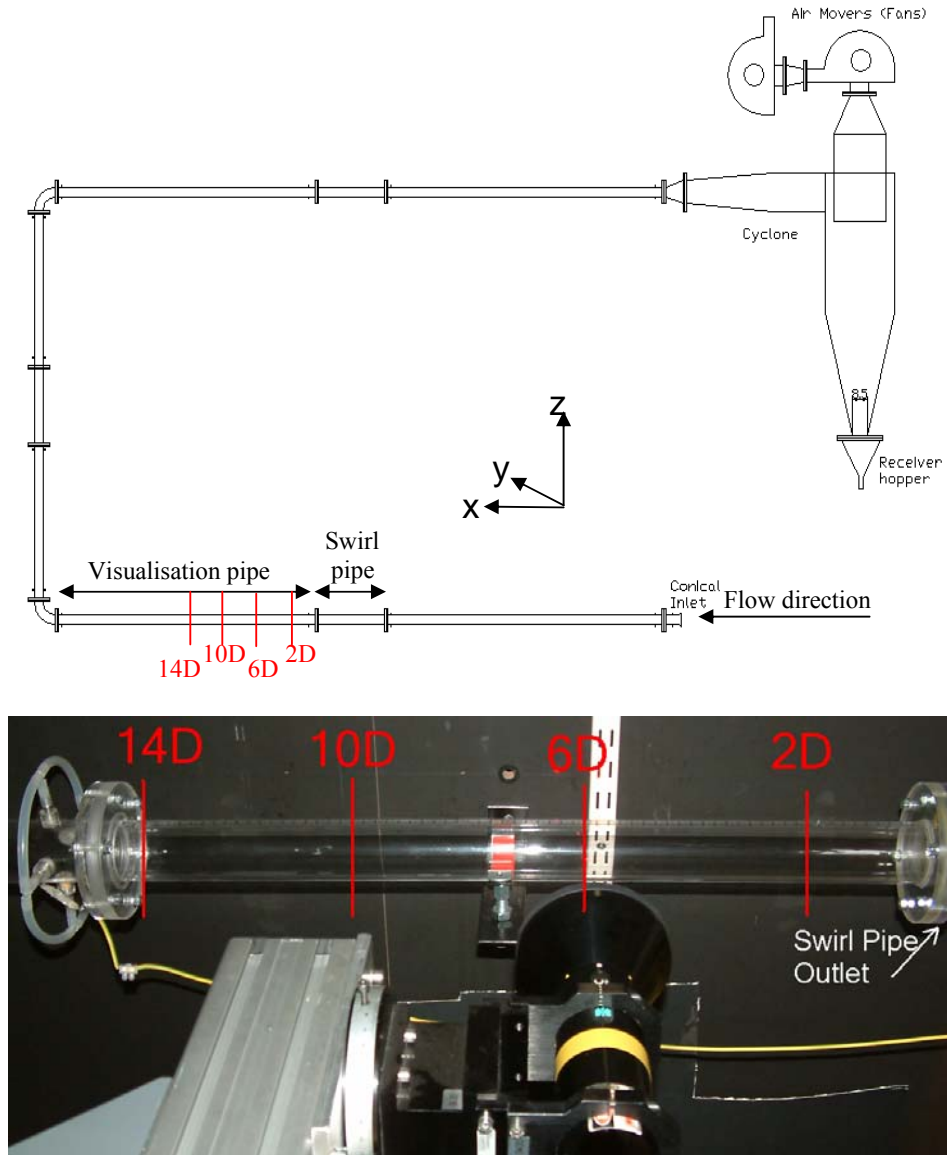 Air Movers (Fans)
Cyclone
85
Receiver
hopper
z
y
x
Swirl
pipe
Visualisation pipe
Conical
Inlet
Flow direction
14D
10D
6D
2D
14D
10D
6D
2D
Swirl Pipe
Outlet